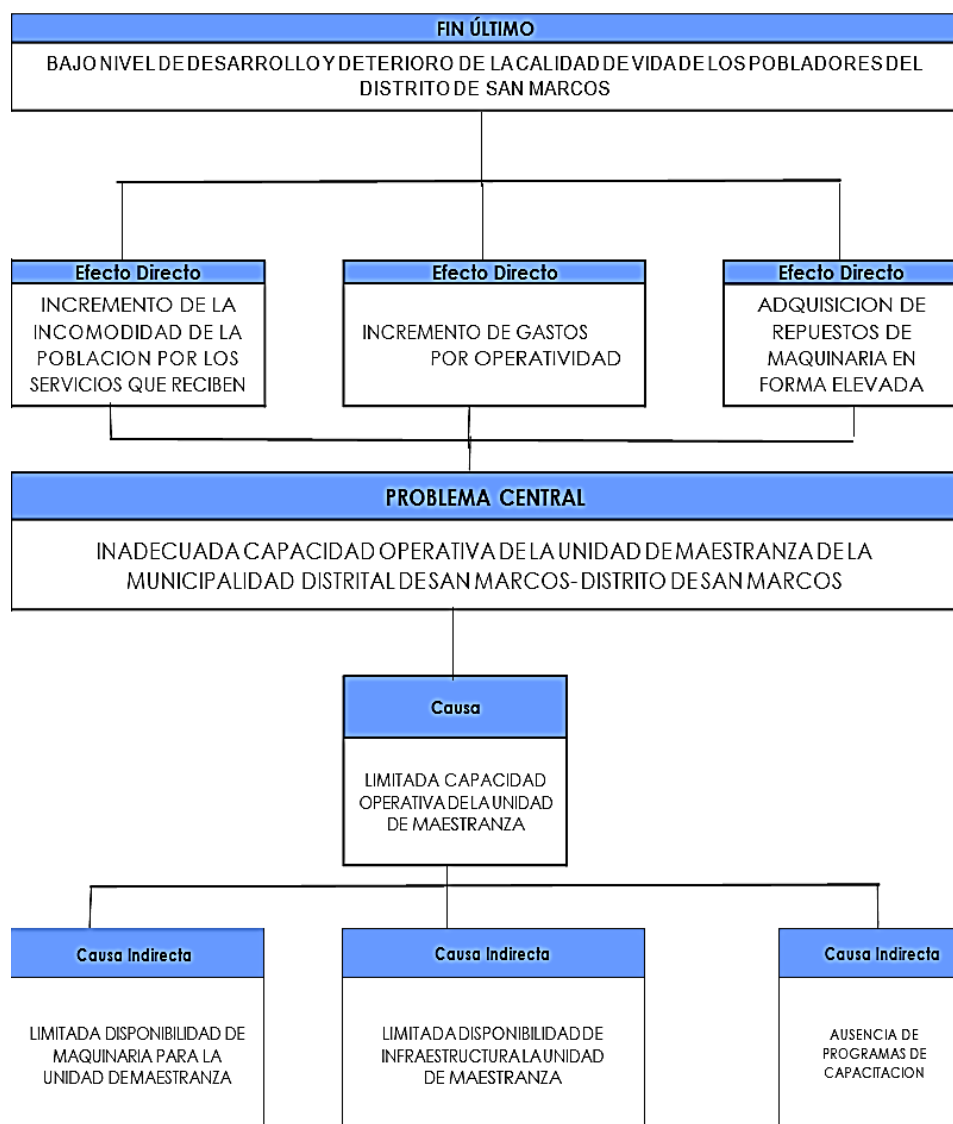 FIN ÚLTIMO
BAJO NIVEL DE DESARROLLO Y DETERIORO DE LA CALIDAD DE VIDA DE LOS POBLADORES DEL
DISTRITO DE SAN MARCOS
Efecto Directo
INCREMENTO DE LA
INCOMODIDAD DE LA
POBLACION POR LOS
SERVICIOS QUE RECIBEN
Efecto Directo
INCREMENTO DE GASTOS
POR OPERATIVIDAD
Efecto Directo
ADQUISICION DE
REPUESTOS DE
MAQUINARIA EN
FORMA ELEVADA
PROBLEMA CENTRAL
INADECUADA CAPACIDAD OPERATIVA DE LA UNIDAD DE MAESTRANZA DE LA
MUNICIPALIDAD DISTRITAL DE SAN MARCOS- DISTRITO DE SAN MARCOS
Causa
LIMITADA CAPACIDAD
OPERATIVA DE LA UNIDAD
DE MAESTRANZA
Causa Indirecta
LIMITADA DISPONIBILIDAD DE
MAQUINARIA PARA LA
UNIDAD DE MAESTRANZA
Causa Indirecta
LIMITADA DISPONIBILIDAD DE
INFRAESTRUCTURA LA UNIDAD
DE MAESTRANZA
Causa Indirecta
AUSENCIA DE
PROGRAMAS DE
CAPACITACION